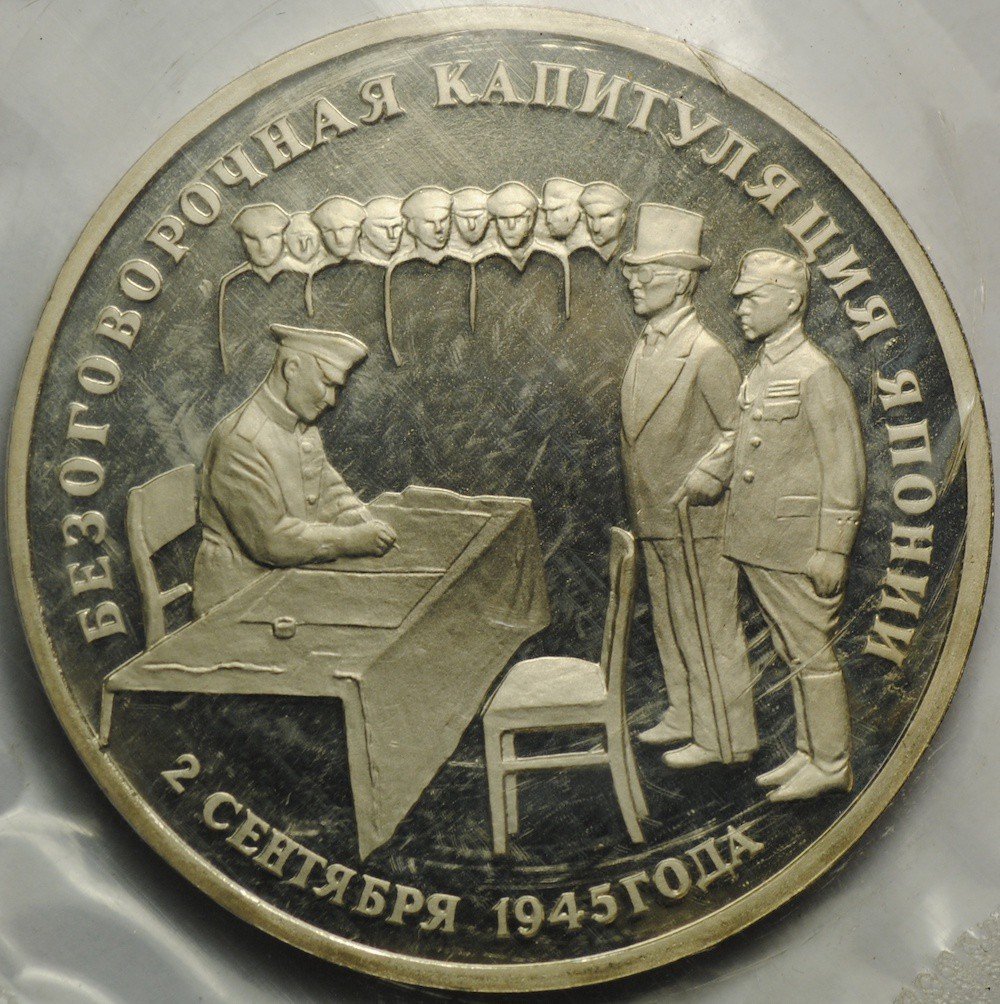 БЕЗОГОВОРОЧНАЯ КАПИТУЛЯЦИЯ ЯПОНИИ
2 СЕНТЯБРЯ 1945 ГОДА